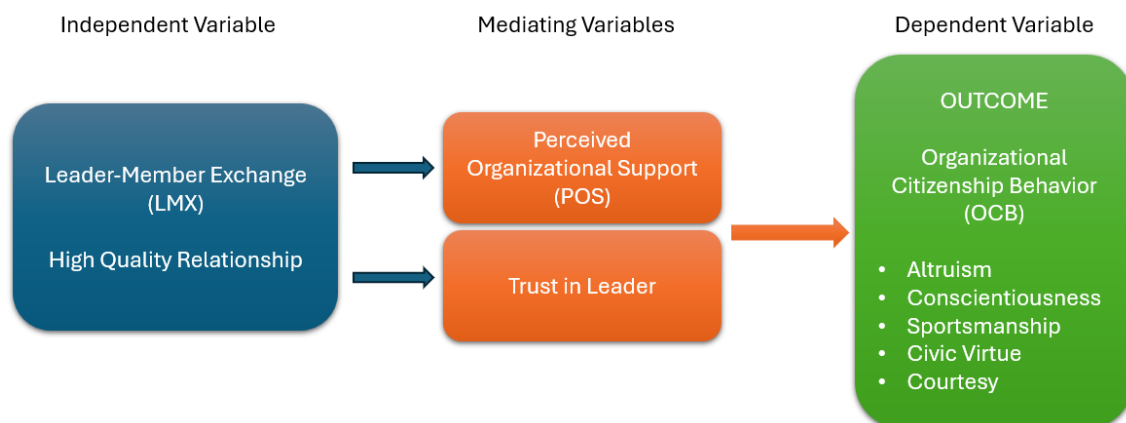 Independent Variable
Mediating Variables
Dependent Variable
Leader-Member Exchange
(LMX)
High Quality Relationship
Perceived
Organizational Support
(POS)
Trust in Leader
OUTCOME
Organizational
Citizenship Behavior
(OCB)
• Altruism
• Conscientiousness
• Sportsmanship
• Civic Virtue
• Courtesy